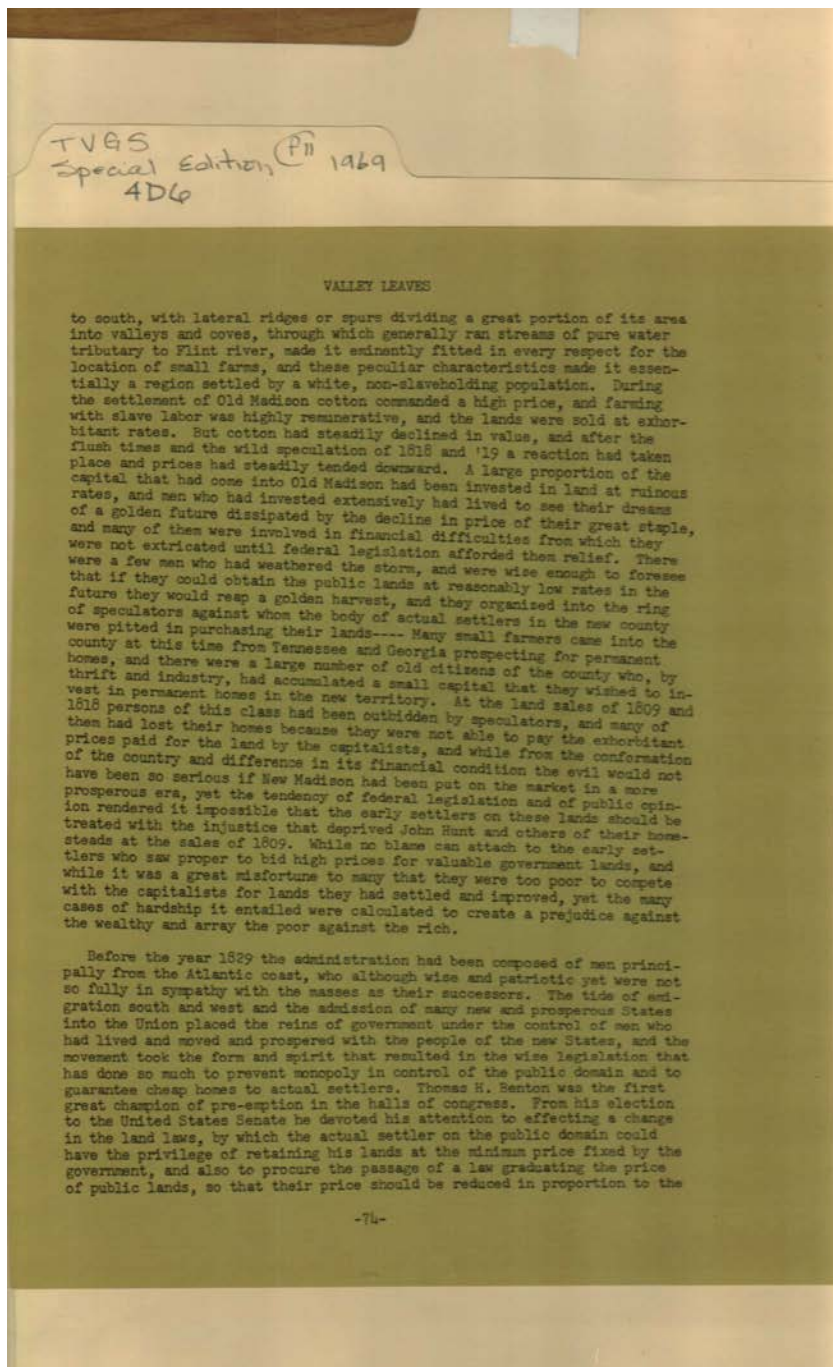 TVGS
Special Edition, P11 1969
4D6
VALLEY LEAVES
to south, with lateral ridges or spurs dividing a great portion of its area
into valleys and coves, through which generally ran streams of pure water
tributary to Flint river, made it eminently fitted in every respect for the
location of small farms, and these peculiar characteristics made it essen-
tially a region settled by a white, non-slaveholding population. During
the settlement of Old Madison cotton commanded a high price, and farming
with slave labor was highly remunerative, and the lands were sold at exhor-
bitant rates. But cotton had steadily declined in value, and after the
flush times and the wild speculation of 1818 and '19 a reaction had taken
place and prices had steadily tended downward. A large proportion of the
capital that had come into Old Madison had been invested in land at ruinous
rates, and men who had invested extensively had lived to see their dreams
of a golden future dissipated by the decline in price of their great staple,
and many of them were involved in financial difficulties from which they
were not extricated until federal legislation afforded them relief. There
were a few men who had weathered the storm, and were wise enough to foresee
that if they could obtain the public lands at reasonably low rates in the
future they would reap a golden harvest, and they organized into the ring
of speculators against whom the body of actual settlers in the new county
were pitted in purchasing their lands---- Many small farmers came into the
county at this time from Tennessee and Georgia prospecting for permanent
homes, and there were a large number of old citizens of the county who, by
thrift and industry, had accumulated a small capital that they wished to in-
vest in permanent homes in the new territory. At the land sales of 1809 and
1818 persons of this class had been outbidden by speculators, and many of
them had lost their homes because they were not able to pay the exhorbitant
prices paid for the land by the capitalists, and while from the conformation
of the country and difference in its financial condition the evil would not
have been so serious if New Madison had been put on the market in a more
prosperous era, yet the tendency of federal legislation and of public opin-
ion rendered it impossible that the early settlers on these lands should be
treated with the injustice that deprived John Hunt and others of their home-
steads at the sales of 1809. While no blame can attach to the early set-
tlers who saw proper to bid high prices for valuable government lands, and
while it was a great misfortune to many that they were too poor to compete
with the capitalists for lands they had settled and improved, yet the many
cases of hardship it entailed were calculated to create a prejudice against
the wealthy and array the poor against the rich.
Before the year 1829 the administration had been composed of men princi-
pally from the Atlantic coast, who although wise and patriotic yet were not
so fully in sympathy with the masses as their successors. The tide of emi-
gration south and west and the admission of many new and prosperous States
into the Union placed the reins of government under the control of men who
had lived and moved and prospered with the people of the new States, and the
movement took the form and spirit that resulted in the wise legislation that
has done so much to prevent monopoly in control of the public domain and to
guarantee cheap homes to actual settlers. Thomas H. Benton was the first
great champion of pre-emption in the halls of congress. From his election
to the United States Senate he devoted his attention to effecting a change
in the land laws, by which the actual settler on the public domain could
have the privilege of retaining his lands at the minimum price fixed by the
government, and also to procure the passage of a law graduating the price
of public lands, so that their price should be reduced in proportion to the
-74-